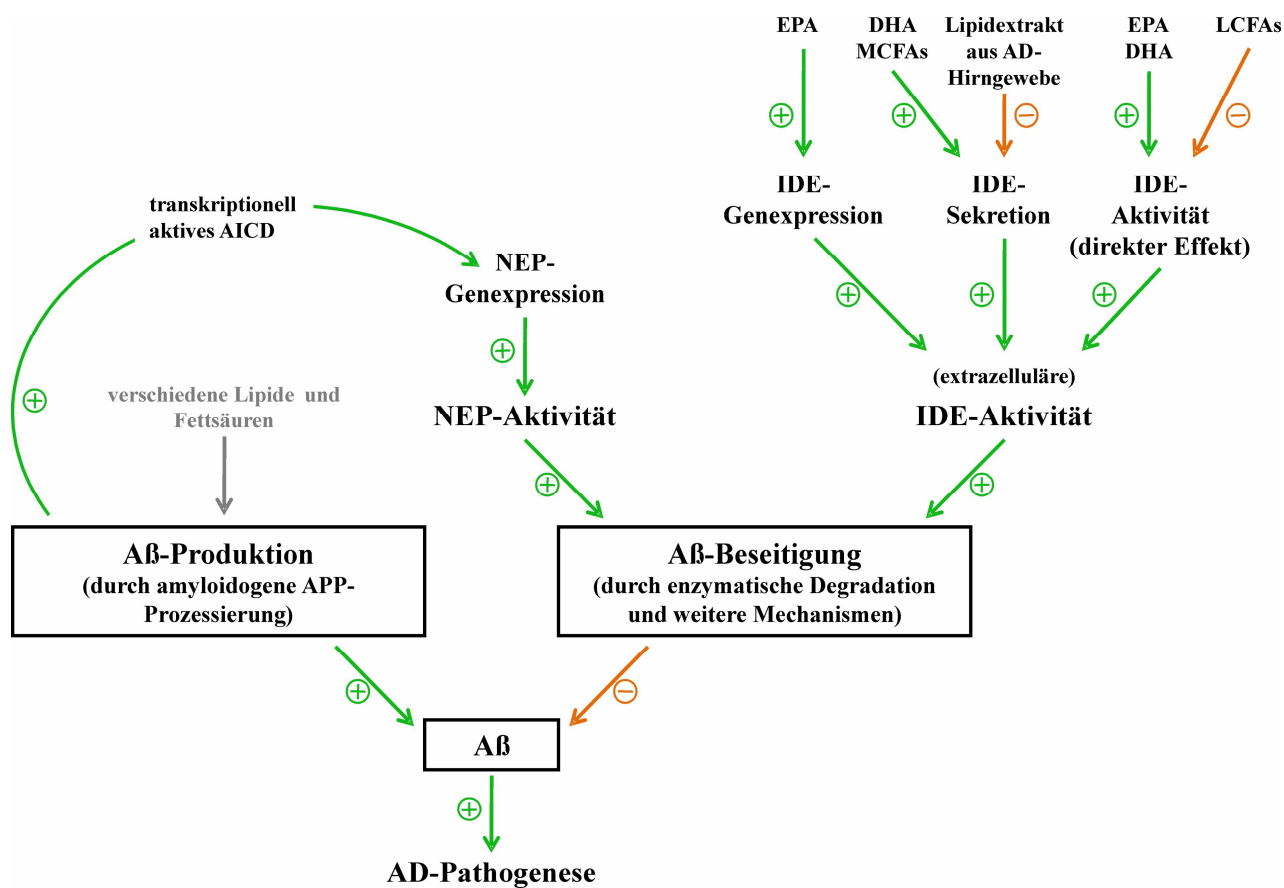 EPA
DHA
MCFAs
Lipidextrakt
aus AD-
Hirngewebe
EPA
DHA
LCFAs
+
+
−
+
−
IDE-
Genexpression
IDE-
Sekretion
IDE-
Aktivität
(direkter Effekt)
transkriptionell
aktives AICD
NEP-
Genexpression
+
+
+
+
+
verschiedene Lipide und
Fettsäuren
(extrazelluläre)
NEP-Aktivität
IDE-Aktivität
+
+
Aß-Produktion
(durch amyloidogene APP-
Prozessierung)
Aß-Beseitigung
(durch enzymatische Degradation
und weitere Mechanismen)
+
−
Aß
+
AD-Pathogenese